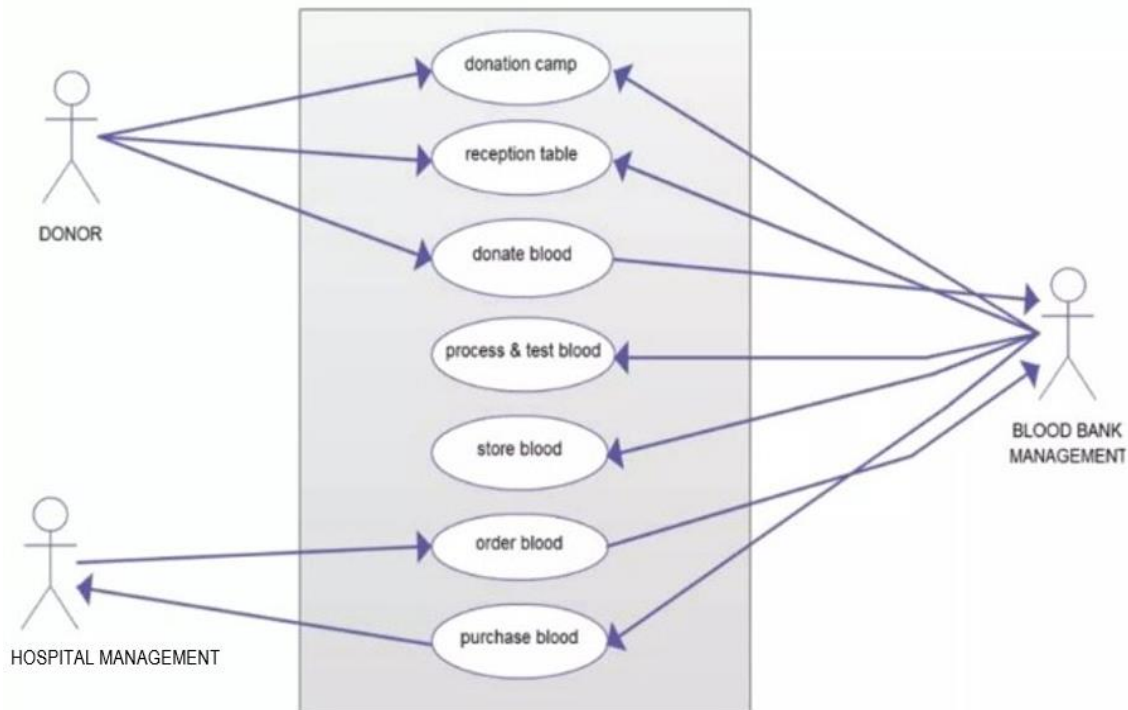 donation camp
reception table
DONOR
donate blood
process & test blood
BLOOD BANK
MANAGEMENT
store blood
order blood
purchase blood
HOSPITAL MANAGEMENT